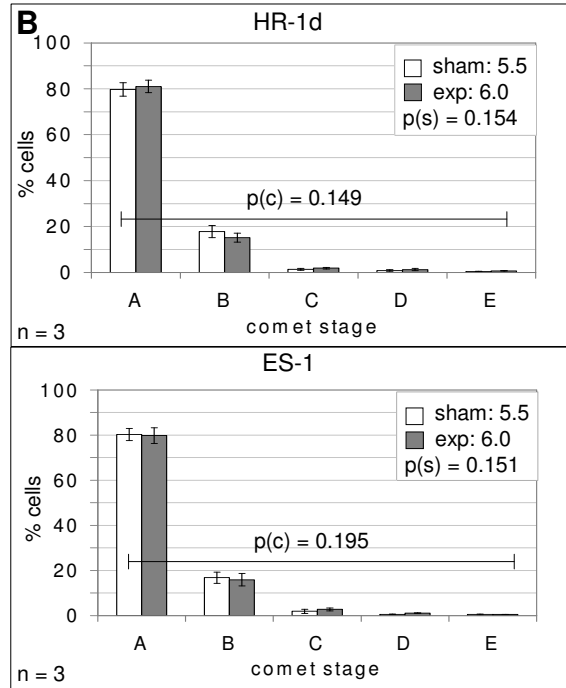 B
HR-1d
100
80
60
40
20
0
% cells
sham: 5.5
exp: 6.0
p(s) = 0.154
p(c) = 0.149
A B C D E
comet stage
n = 3
ES-1
100
80
60
40
20
0
% cells
sham: 5.5
exp: 6.0
p(s) = 0.151
p(c) = 0.195
A B C D E
comet stage
n = 3